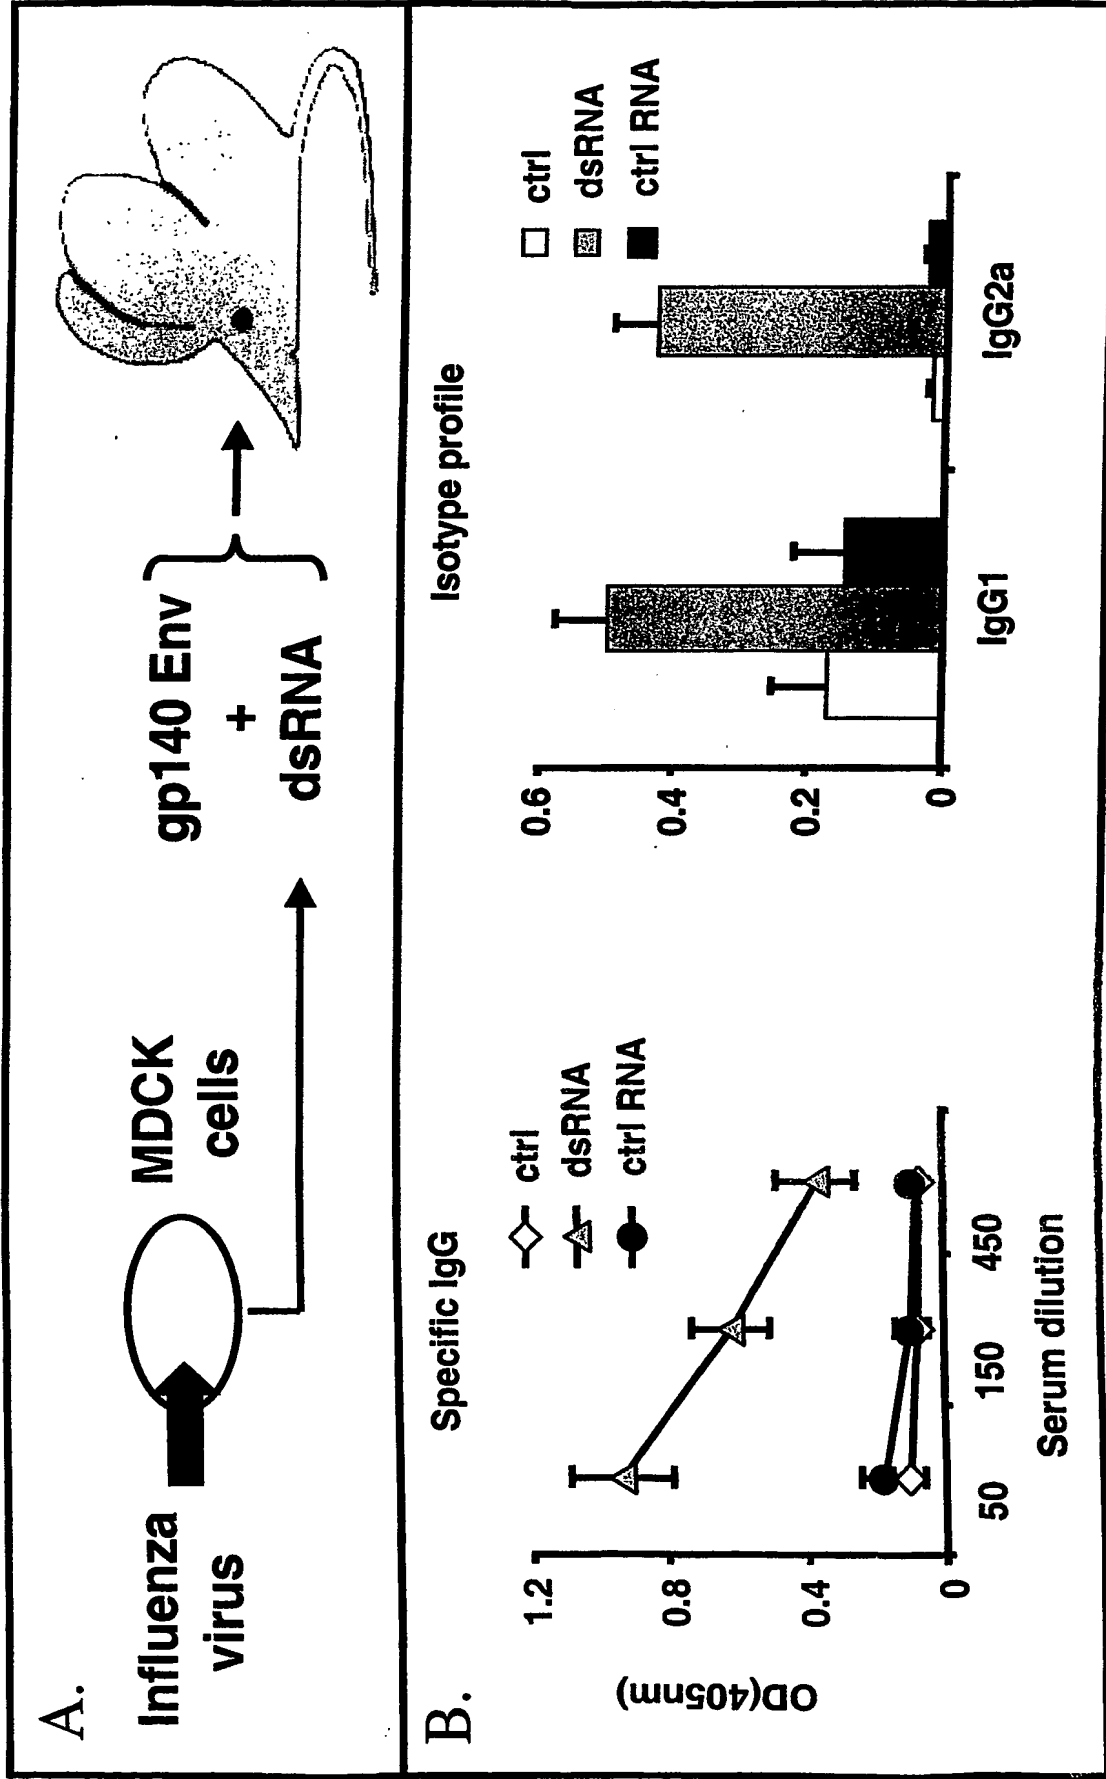 A.
Influenza
virus
MDCK
cells
gp140 Env
+
dsRNA
B.
Specific IgG
OD(405nm)
1.2
0.8
0.4
0
50
150
450
Serum dilution
ctrl
dsRNA
ctrl RNA
Isotype profile
0.6
0.4
0.2
0
IgG1
IgG2a
ctrl
dsRNA
ctrl RNA